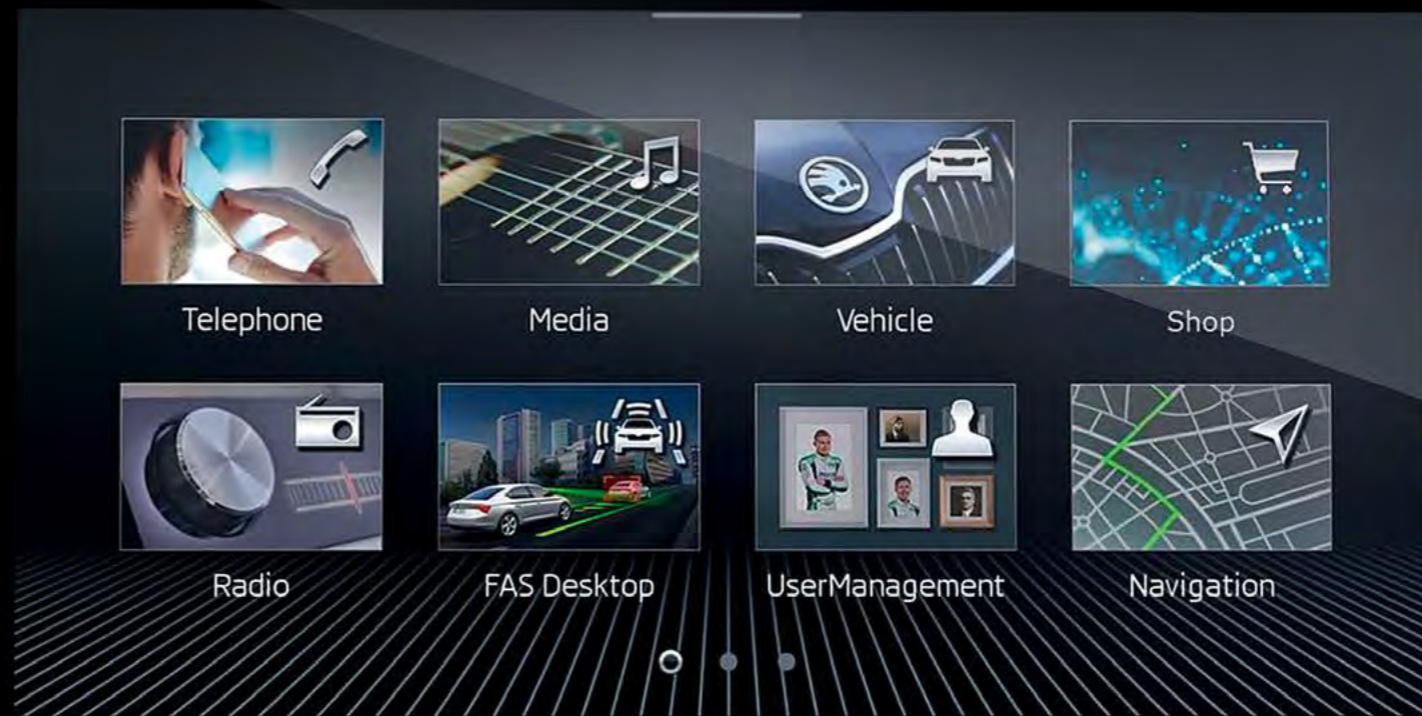 Telephone
Media
Vehicle
Shop
Radio
FAS Desktop
UserManagement
Navigation